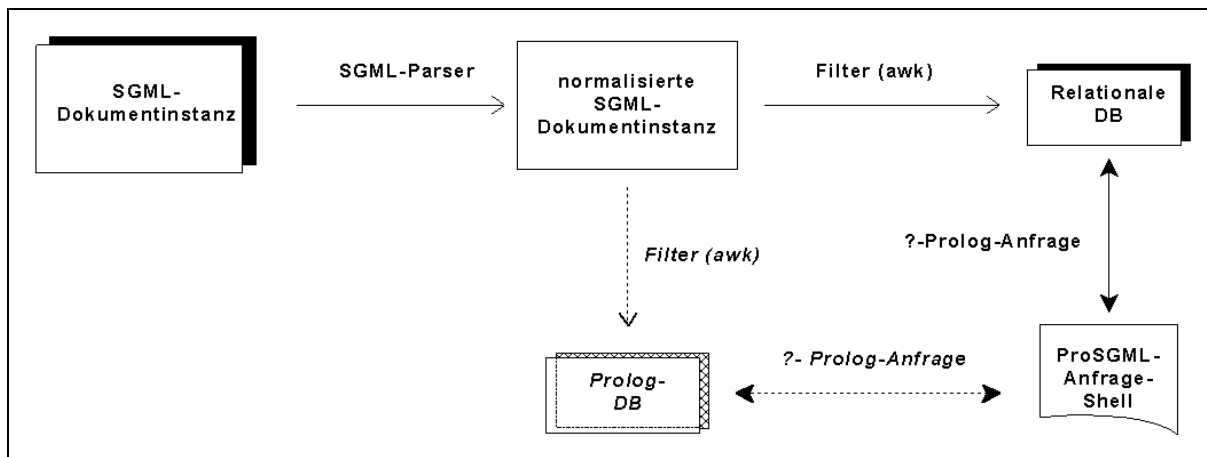 SGML-
Dokumentinstanz
SGML-Parser
normalisierte
SGML-
Dokumentinstanz
Filter (awk)
Relationale
DB
Filter (awk)
?-Prolog-Anfrage
Prolog-
DB
?- Prolog-Anfrage
ProSGML-
Anfrage-
Shell